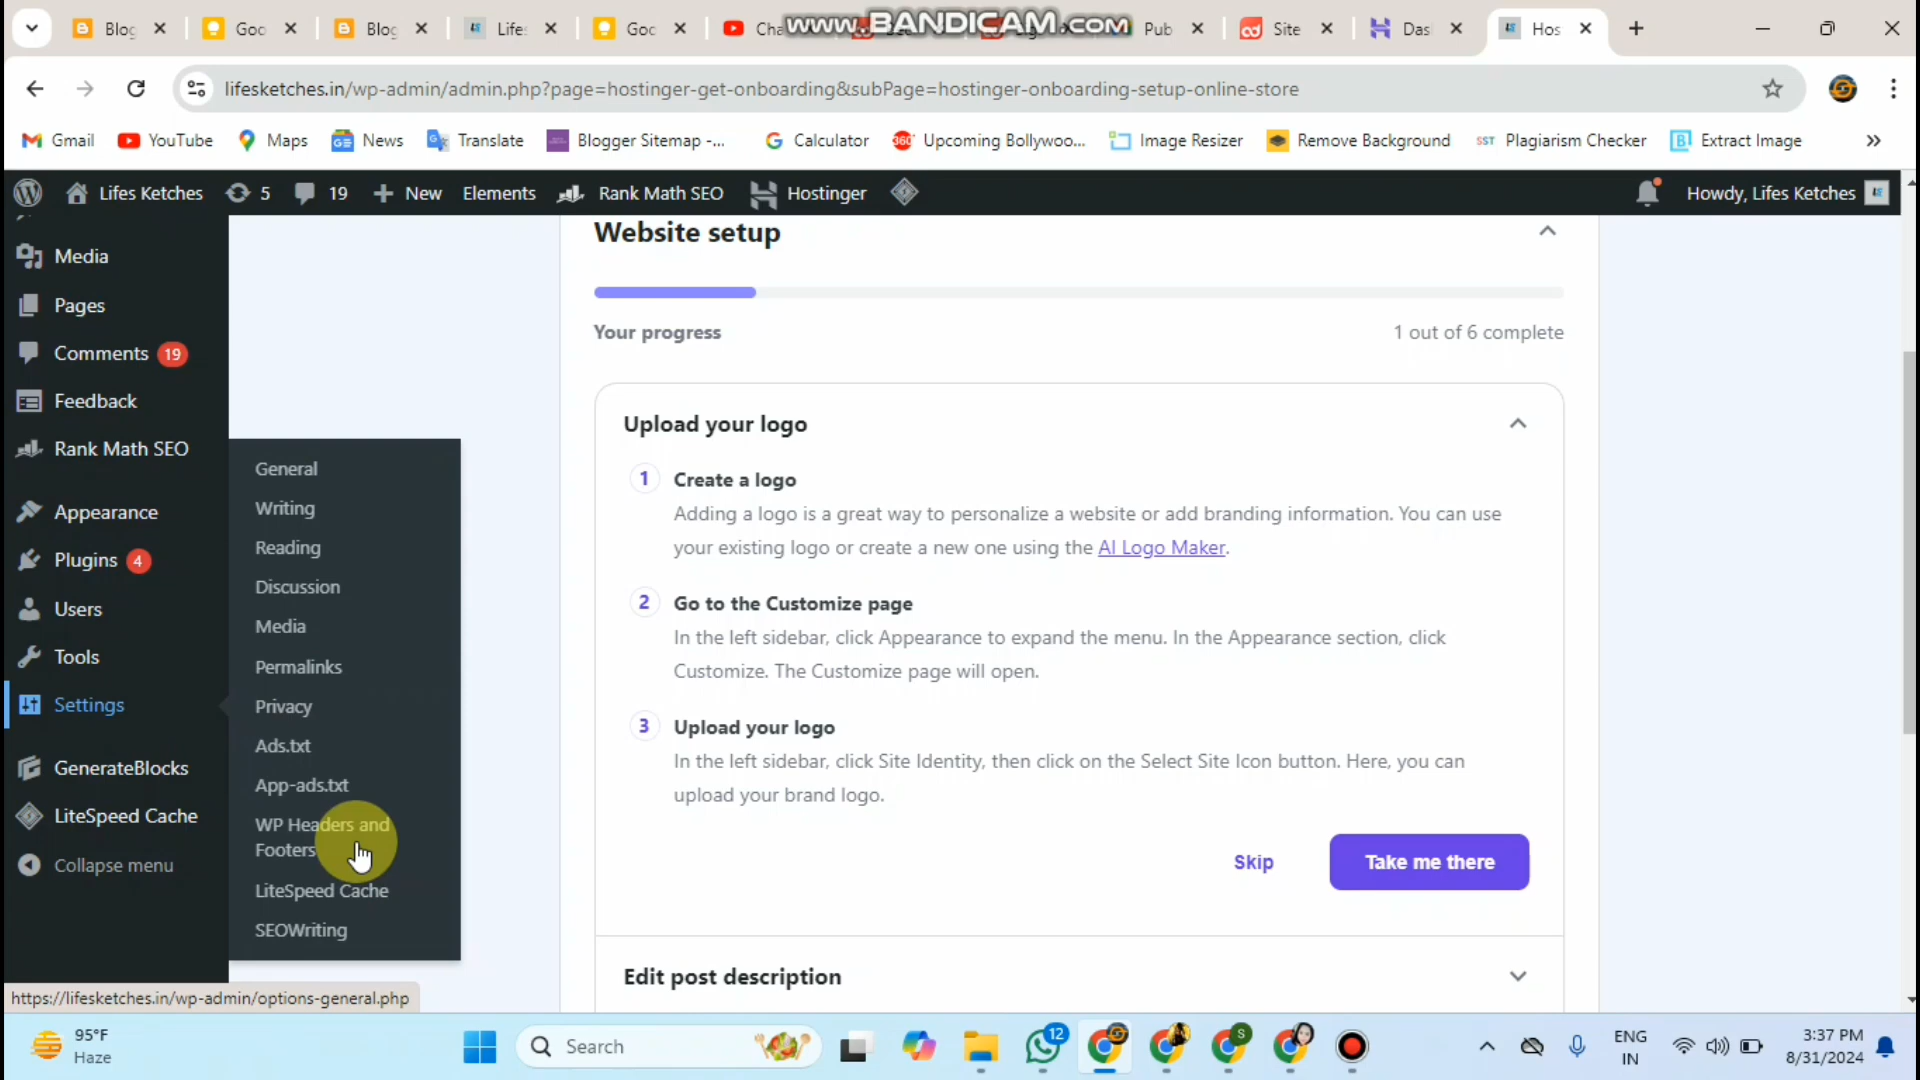 Blog
Goo
Blog
Life
Goo
Cha
www.BANDICAM.com
Pub
Site
Das
Hos
lifesketches.in/wp-admin/admin.php?page=hostinger-get-onboarding&subPage=hostinger-onboarding-setup-online-store
Gmail
YouTube
Maps
News
Translate
Blogger Sitemap -...
Calculator
Upcoming Bollywoo...
Image Resizer
Remove Background
Plagiarism Checker
Extract Image
Lifes Ketches
5
19
New
Elements
Rank Math SEO
Hostinger
Howdy, Lifes Ketches
Media
Pages
Comments 19
Feedback
Rank Math SEO
Appearance
Plugins 4
Users
Tools
Settings
GenerateBlocks
LiteSpeed Cache
Collapse menu
General
Writing
Reading
Discussion
Media
Permalinks
Privacy
Ads.txt
App-ads.txt
WP Headers and
Footers
LiteSpeed Cache
SEOWriting
Website setup
Your progress
1 out of 6 complete
Upload your logo
1 Create a logo
Adding a logo is a great way to personalize a website or add branding information. You can use
your existing logo or create a new one using the AI Logo Maker.
2 Go to the Customize page
In the left sidebar, click Appearance to expand the menu. In the Appearance section, click
Customize. The Customize page will open.
3 Upload your logo
In the left sidebar, click Site Identity, then click on the Select Site Icon button. Here, you can
upload your brand logo.
Skip
Take me there
Edit post description
https://lifesketches.in/wp-admin/options-general.php
95°F
Haze
Search
12
S
ENG
IN
3:37 PM
8/31/2024